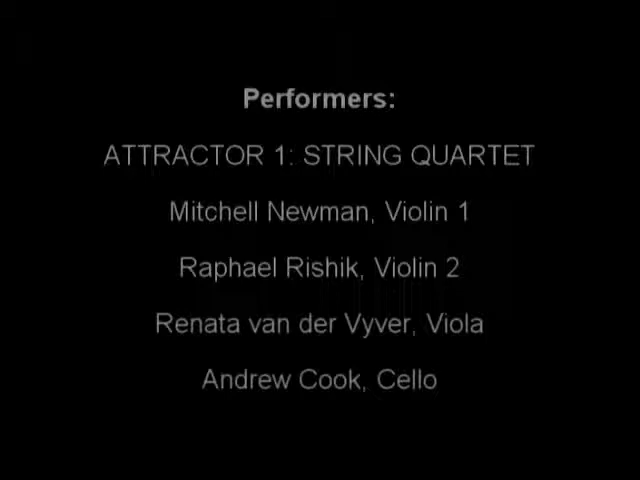 Performers:
ATTRACTOR 1: STRING QUARTET
Mitchell Newman, Violin 1
Raphael Rishik, Violin 2
Renata van der Vyver, Viola
Andrew Cook, Cello